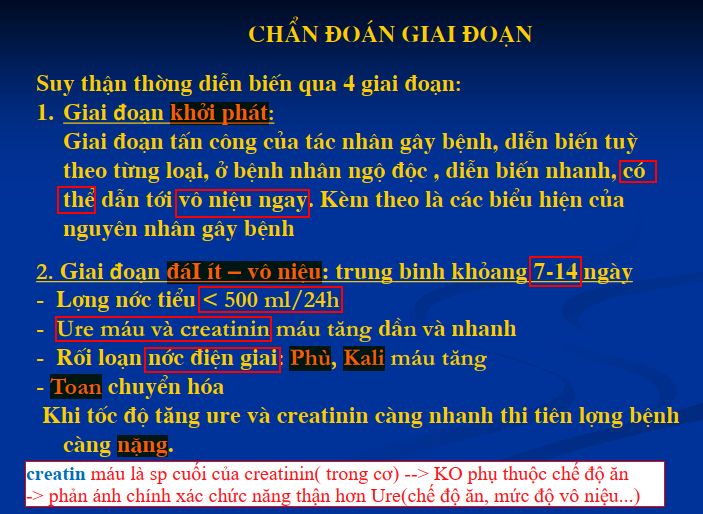 CHẨN ĐOÁN GIAI ĐOẠN
Suy thận thờng diễn biến qua 4 giai đoạn:
1. Giai đoạn khởi phát:
Giai đoạn tấn công của tác nhân gây bệnh, diễn biến tuỳ
theo từng loại, ở bệnh nhân ngộ độc , diễn biến nhanh, có
thể dẫn tới vô niệu ngay. Kèm theo là các biểu hiện của
nguyên nhân gây bệnh
2. Giai đoạn đáI ít – vô niệu: trung binh khỏang 7-14 ngày
- Lợng nớc tiểu < 500 ml/24h
- Ure máu và creatinin máu tăng dần và nhanh
- Rối loạn nớc điện giai: Phù, Kali máu tăng
- Toan chuyển hóa
Khi tốc độ tăng ure và creatinin càng nhanh thi tiên lợng bệnh
càng nặng.
creatin máu là sp cuối của creatinin( trong cơ) --> KO phụ thuộc chế độ ăn
-> phản ánh chính xác chức năng thận hơn Ure(chế độ ăn, mức độ vô niệu...)